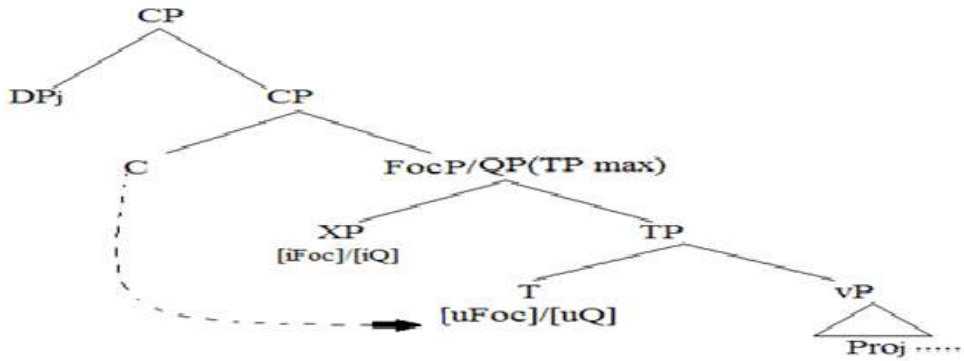 CP
DPj CP
C FocP/QP(TP max)
XP TP
[iFoc]/[iQ]
T vP
[uFoc]/[uQ]
Proj .....